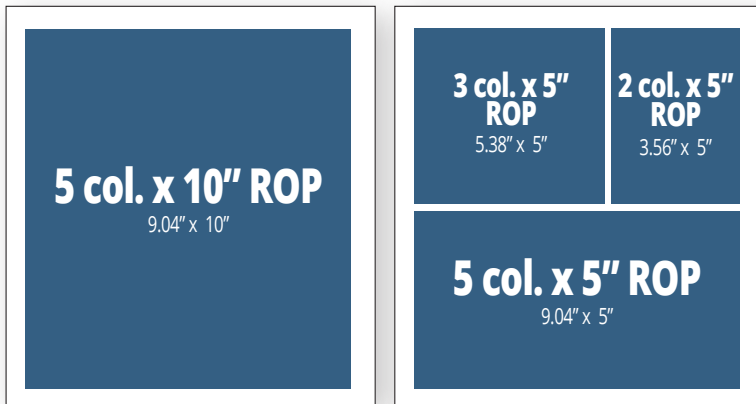 5 col. x 10” ROP
9.04” x 10”
3 col. x 5”
ROP
5.38” x 5”
2 col. x 5”
ROP
3.56” x 5”
5 col. x 5” ROP
9.04” x 5”